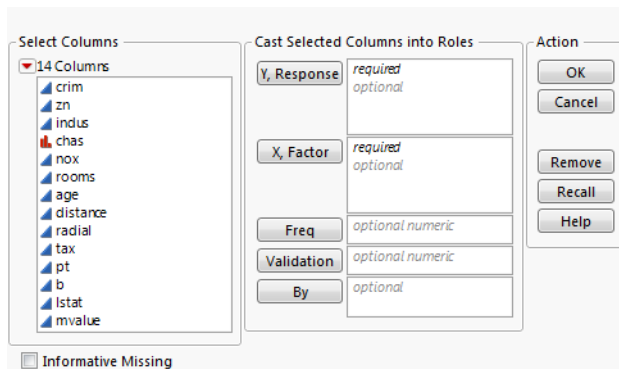 Select Columns
14 Columns
crim
zn
indus
chas
nox
rooms
age
distance
radial
tax
pt
b
lstat
mvalue
Informative Missing
Cast Selected Columns into Roles
Y, Response
required
optional
X, Factor
required
optional
Freq
optional numeric
Validation
optional numeric
By
optional
Action
OK
Cancel
Remove
Recall
Help